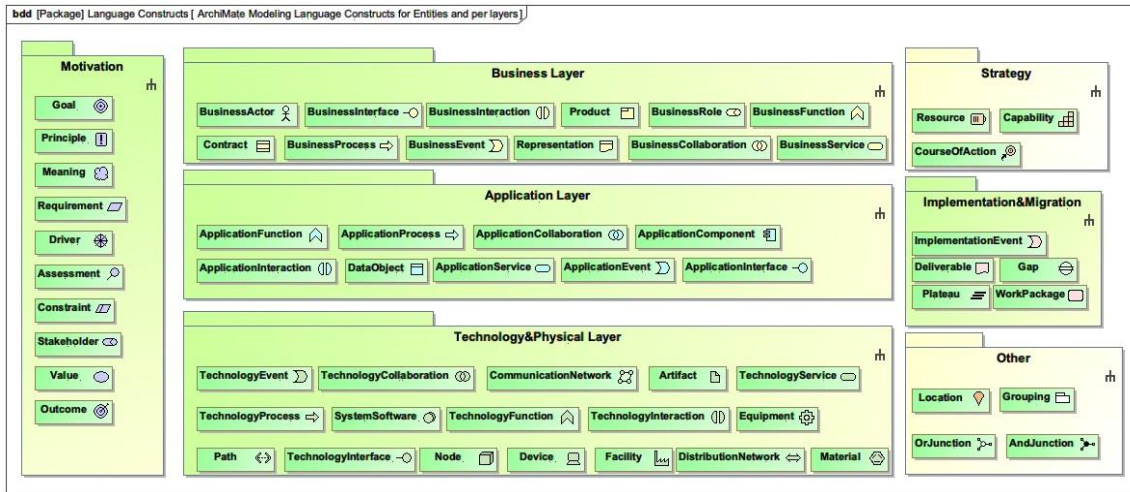 bdd [Package] Language Constructs [ ArchiMate Modeling Language Constructs for Entities and per layers]
Motivation
Goal
Principle
Meaning
Requirement
Driver
Assessment
Constraint
Stakeholder
Value
Outcome
Business Layer
BusinessActor BusinessInterface BusinessInteraction Product BusinessRole BusinessFunction
Contract BusinessProcess BusinessEvent Representation BusinessCollaboration BusinessService
Application Layer
ApplicationFunction ApplicationProcess ApplicationCollaboration ApplicationComponent
ApplicationInteraction DataObject ApplicationService ApplicationEvent ApplicationInterface
Technology&Physical Layer
TechnologyEvent TechnologyCollaboration CommunicationNetwork Artifact TechnologyService
TechnologyProcess SystemSoftware TechnologyFunction TechnologyInteraction Equipment
Path TechnologyInterface Node Device Facility DistributionNetwork Material
Strategy
Resource Capability
CourseOfAction
Implementation&Migration
ImplementationEvent
Deliverable Gap
Plateau WorkPackage
Other
Location Grouping
OrJunction AndJunction